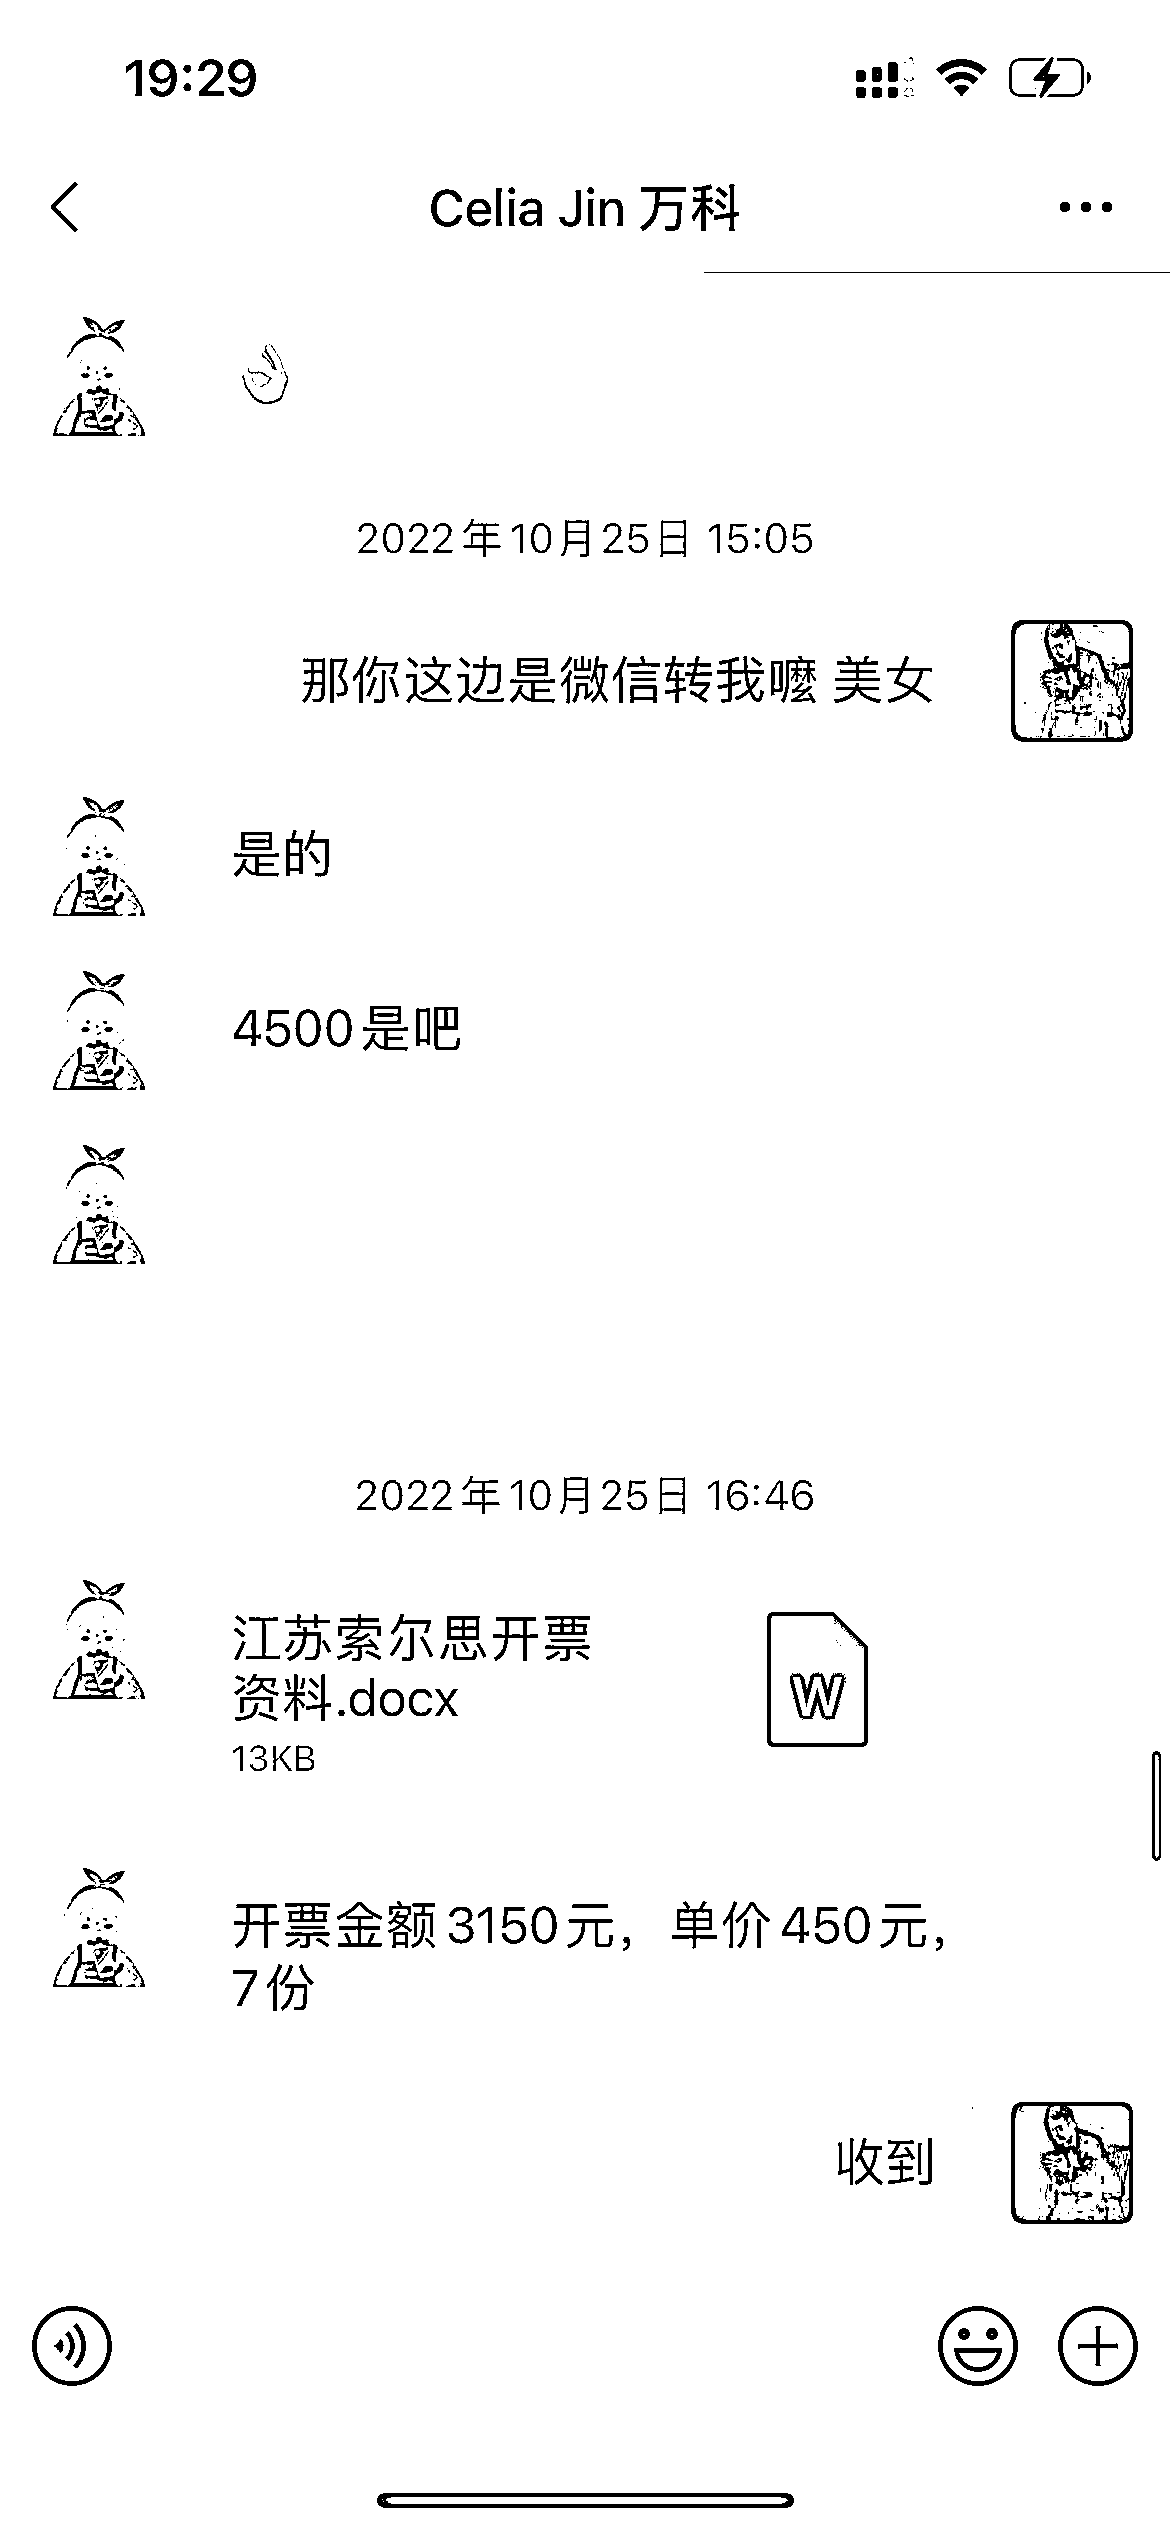 19:29
Celia Jin 万科
2022年10月25日 15:05
那你这边是微信转我嚒 美女
是的
4500是吧
2022年10月25日 16:46
江苏索尔思开票
资料.docx
W
13KB
开票金额3150元，单价450元，
7份
收到